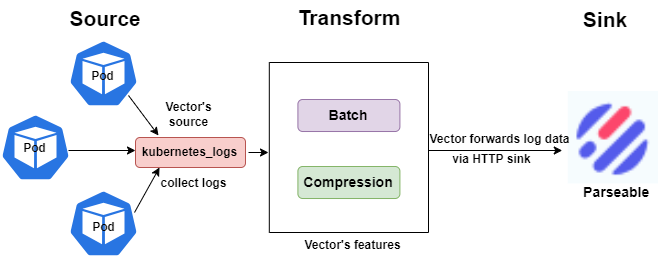 Source
Transform
Sink
Pod
Vector's
source
Pod
kubernetes_logs
collect logs
Pod
Batch
Compression
Vector's features
Vector forwards log data
via HTTP sink
Parseable